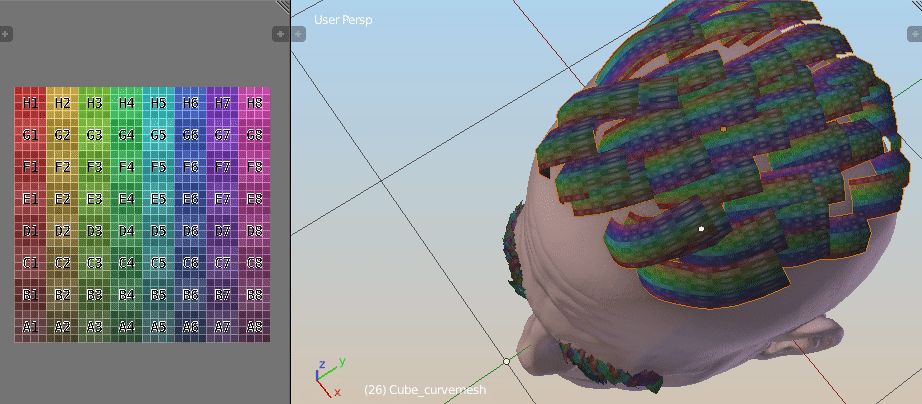 User Persp
H1 H2 H3 H4 H5 H6 H7 H8
G1 G2 G3 G4 G5 G6 G7 G8
F1 F2 F3 F4 F5 F6 F7 F8
E1 E2 E3 E4 E5 E6 E7 E8
D1 D2 D3 D4 D5 D6 D7 D8
C1 C2 C3 C4 C5 C6 C7 C8
B1 B2 B3 B4 B5 B6 B7 B8
A1 A2 A3 A4 A5 A6 A7 A8
z
y
x
(26) Cube_curvemesh